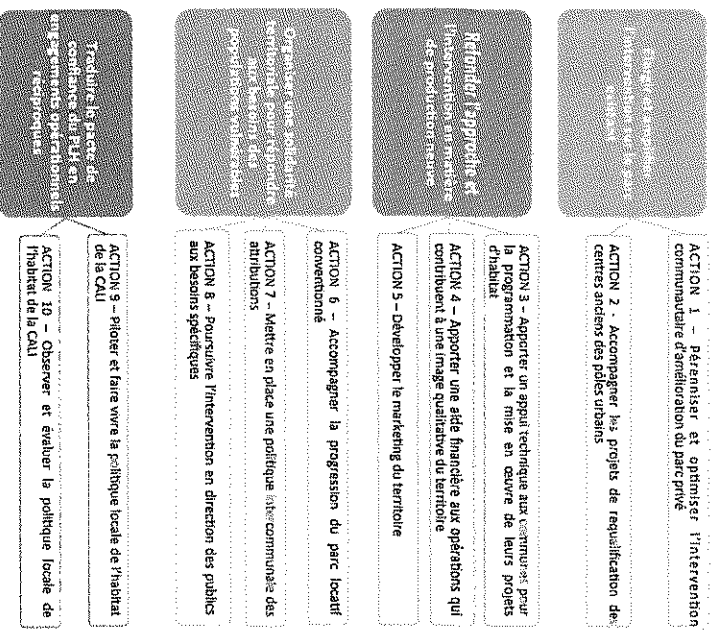 l'intervention sur le parc
existant
ACTION 1 – Pérenniser et optimiser l'intervention
communautaire d'amélioration du parc privé
ACTION 2 - Accompagner les projets de requalification des
centres anciens des pôles urbains
Refonder l'approche et
l'intervention en matière
de production neuve
ACTION 3 – Apporter un appui technique aux communes pour
la programmation et la mise en œuvre de leurs projets
d'habitat
ACTION 4 – Apporter une aide financière aux opérations qui
contribuent à une image qualitative du territoire
ACTION 5 – Développer le marketing du territoire
Organiser une solidarité
territoriale pour répondre
aux besoins des
populations vulnérables
ACTION 6 – Accompagner la progression du parc locatif
conventionné
ACTION 7 – Mettre en place une politique intercommunale des
attributions
ACTION 8 – Poursuivre l'intervention en direction des publics
aux besoins spécifiques
Traduire le pacte de
confiance du PLH en
engagements opérationnels
réciproques
ACTION 9 – Piloter et faire vivre la politique locale de l'habitat
de la CALI
ACTION 10 – Observer et évaluer la politique locale de
l'habitat de la CALI